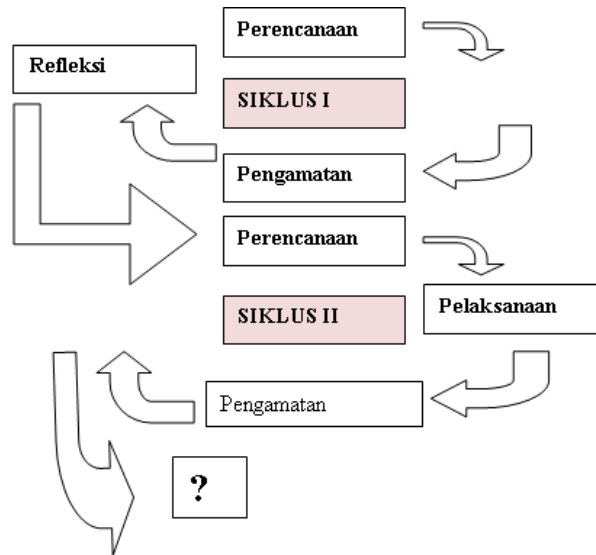 Perencanaan
Refleksi
SIKLUS I
Pengamatan
Perencanaan
SIKLUS II
Pelaksanaan
Pengamatan
?